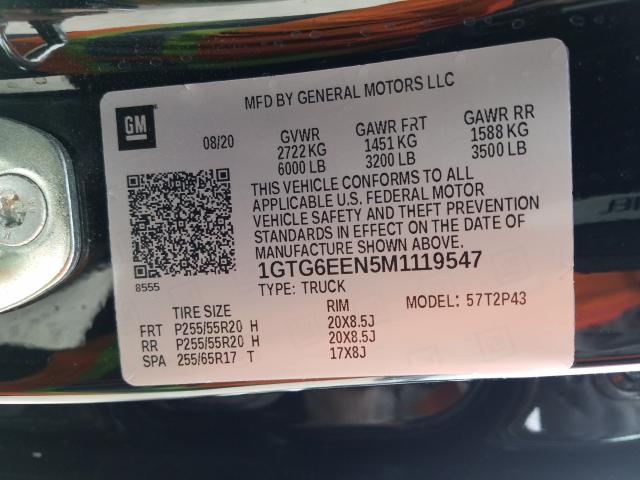 MFD BY GENERAL MOTORS LLC
GM
08/20 GVWR GAWR FRT GAWR RR
2722 KG 1451 KG 1588 KG
6000 LB 3200 LB 3500 LB
THIS VEHICLE CONFORMS TO ALL
APPLICABLE U.S. FEDERAL MOTOR
VEHICLE SAFETY AND THEFT PREVENTION
STANDARDS IN EFFECT ON THE DATE OF
MANUFACTURE SHOWN ABOVE.
1GTG6EEN5M1119547
8555 TYPE: TRUCK
TIRE SIZE RIM MODEL: 57T2P43
FRT P255/55R20 H 20X8.5J
RR P255/55R20 H 20X8.5J
SPA 255/65R17 T 17X8J